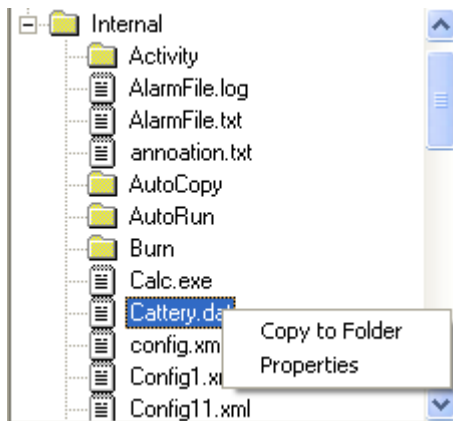 Internal
Activity
AlarmFile.log
AlarmFile.txt
annoation.txt
AutoCopy
AutoRun
Burn
Calc.exe
Cattery.da
config.xm
Config1.x
Config11.xml
Copy to Folder
Properties